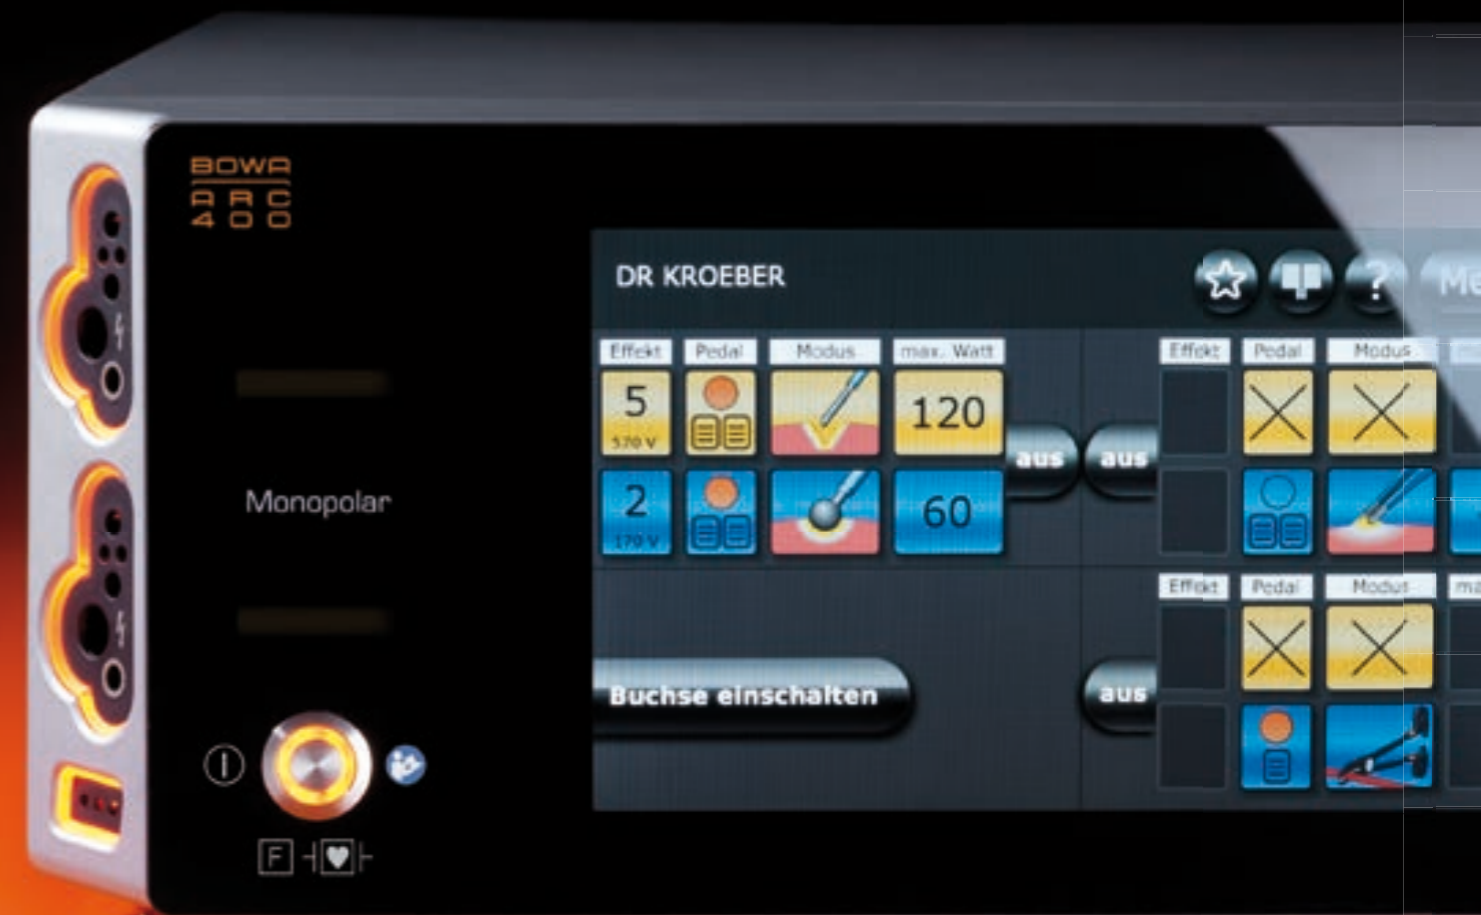 BOWA
ARC
400
DR KROEBER
?
Effekt Pedal Modus max. Watt
5
570 V
120
aus
2
170 V
60
Monopolar
Buchse einschalten
F
Effekt Pedal Modus
aus
Effekt Pedal Modus
aus